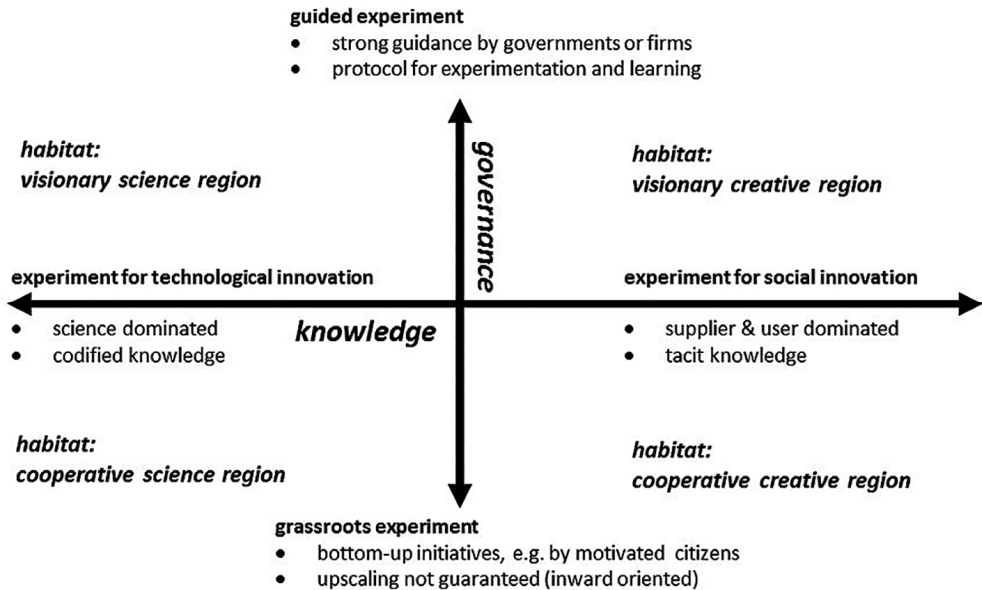 guided experiment
• strong guidance by governments or firms
• protocol for experimentation and learning
habitat:
visionary science region
governance
habitat:
visionary creative region
experiment for technological innovation
experiment for social innovation
• science dominated
• codified knowledge
knowledge
• supplier & user dominated
• tacit knowledge
habitat:
cooperative science region
habitat:
cooperative creative region
grassroots experiment
• bottom-up initiatives, e.g. by motivated citizens
• upscaling not guaranteed (inward oriented)